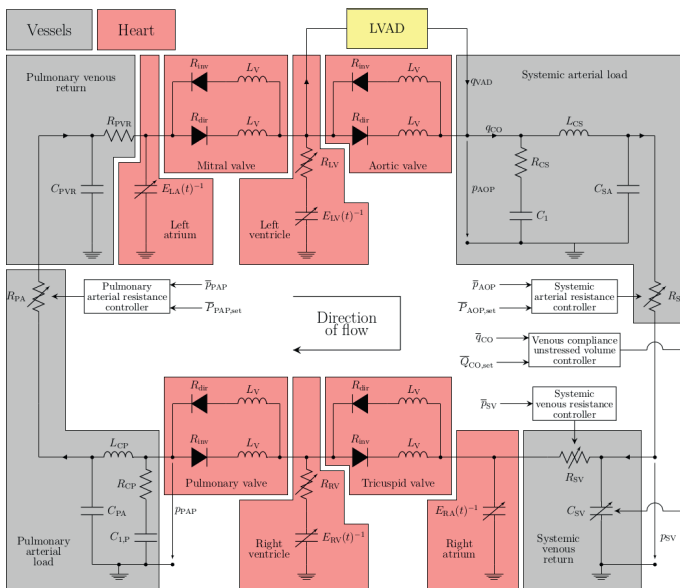 Vessels
Heart
LVAD
Pulmonary venous
return
R_PVR
C_PVR
R_inv
L_V
R_dir
L_V
Mitral valve
E_LA(t)^{-1}
Left
atrium
R_LV
E_LV(t)^{-1}
Left
ventricle
R_inv
L_V
R_dir
L_V
Aortic valve
q_VAD
Systemic arterial load
q_CO
L_CS
R_CS
p_AOP
C_1
C_SA
R_PA
Pulmonary
arterial resistance
controller
p̅_PAP
P̅_PAP,set
Direction
of flow
p̅_AOP
P̅_AOP,set
Systemic
arterial resistance
controller
R_S
q̅_CO
Q̅_CO,set
Venous compliance
unstressed volume
controller
p̅_SV
Systemic
venous resistance
controller
R_dir
L_V
R_inv
L_V
Pulmonary valve
R_dir
L_V
R_inv
L_V
Tricuspid valve
L_CP
R_CP
C_PA
C_1,P
p_PAP
Pulmonary
arterial
load
R_RV
E_RV(t)^{-1}
Right
ventricle
E_RA(t)^{-1}
Right
atrium
R_SV
C_SV
p_SV
Systemic
venous
return